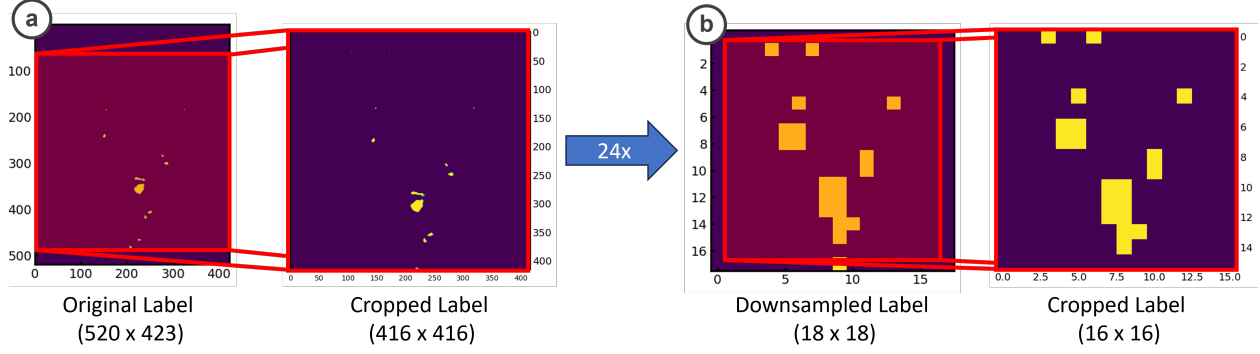 a
100
200
300
400
500
0 100 200 300 400
0
50
100
150
200
250
300
350
400
0 50 100 150 200 250 300 350 400
Original Label
(520 x 423)
Cropped Label
(416 x 416)
24x
b
2
4
6
8
10
12
14
16
0 5 10 15
0
2
4
6
8
10
12
14
0.0 2.5 5.0 7.5 10.0 12.5 15.0
Downsampled Label
(18 x 18)
Cropped Label
(16 x 16)